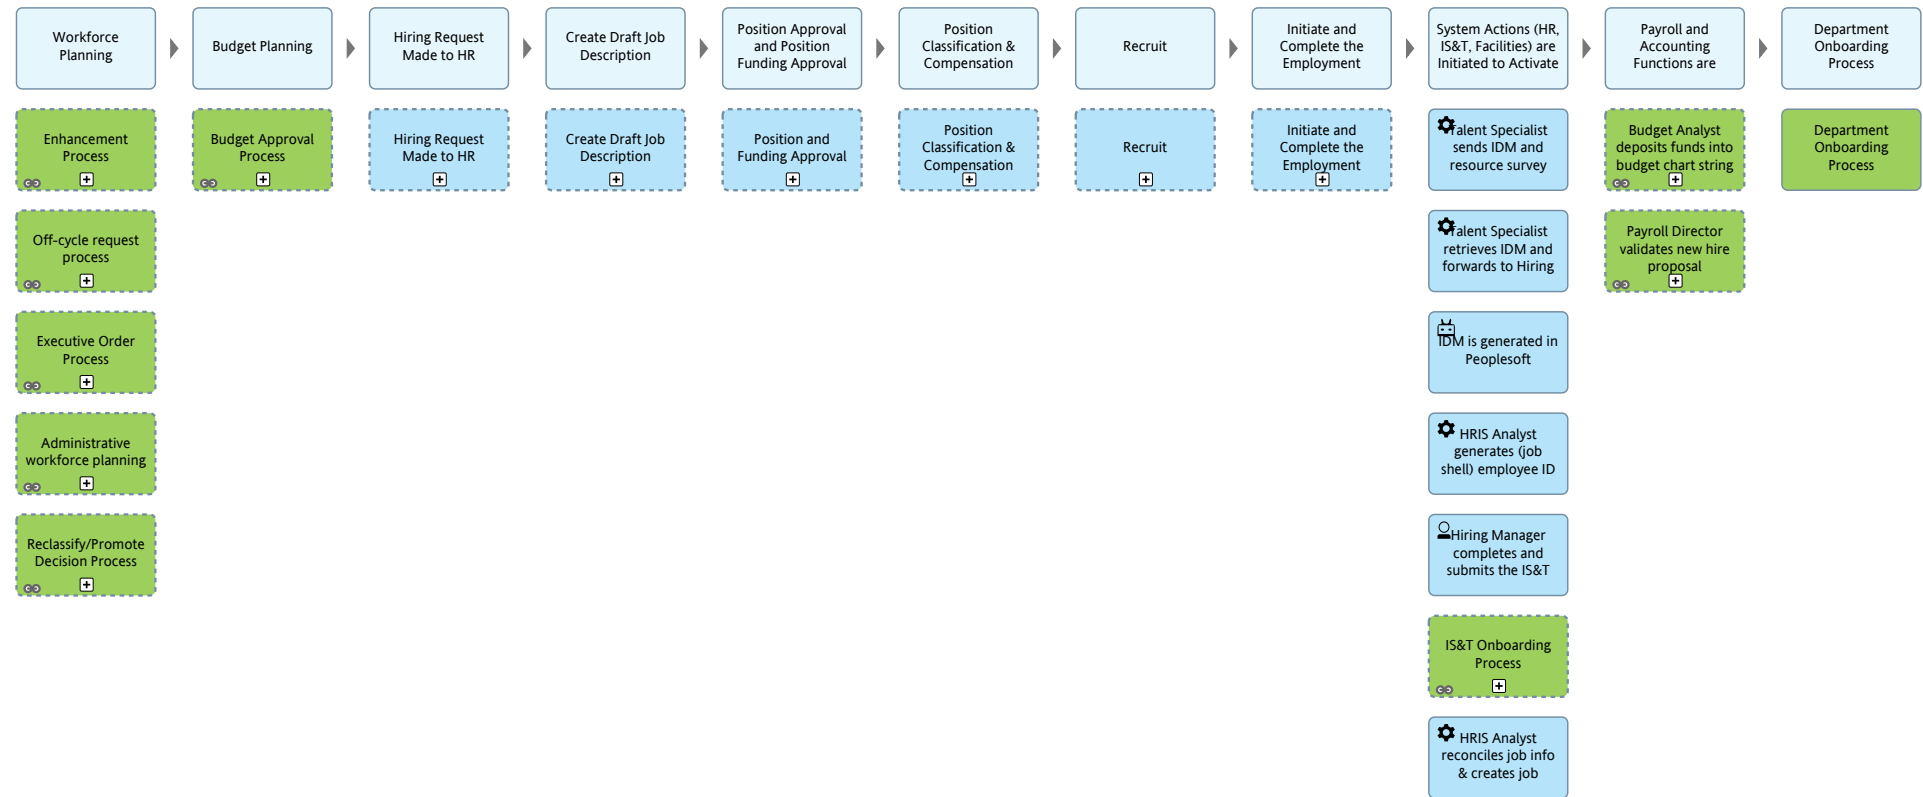 Workforce
Planning
Budget Planning
Hiring Request
Made to HR
Create Draft Job
Description
Position Approval
and Position
Funding Approval
Position
Classification &
Compensation
Recruit
Initiate and
Complete the
Employment
System Actions (HR,
IS&T, Facilities) are
Initiated to Activate
Payroll and
Accounting
Functions are
Department
Onboarding
Process
Enhancement
Process
Budget Approval
Process
Hiring Request
Made to HR
Create Draft Job
Description
Position and
Funding Approval
Position
Classification &
Compensation
Recruit
Initiate and
Complete the
Employment
Talent Specialist
sends IDM and
resource survey
Budget Analyst
deposits funds into
budget chart string
Department
Onboarding
Process
Off-cycle request
process
Talent Specialist
retrieves IDM and
forwards to Hiring
Payroll Director
validates new hire
proposal
Executive Order
Process
IDM is generated in
Peoplesoft
Administrative
workforce planning
HRIS Analyst
generates (job
shell) employee ID
Reclassify/Promote
Decision Process
Hiring Manager
completes and
submits the IS&T
IS&T Onboarding
Process
HRIS Analyst
reconciles job info
& creates job